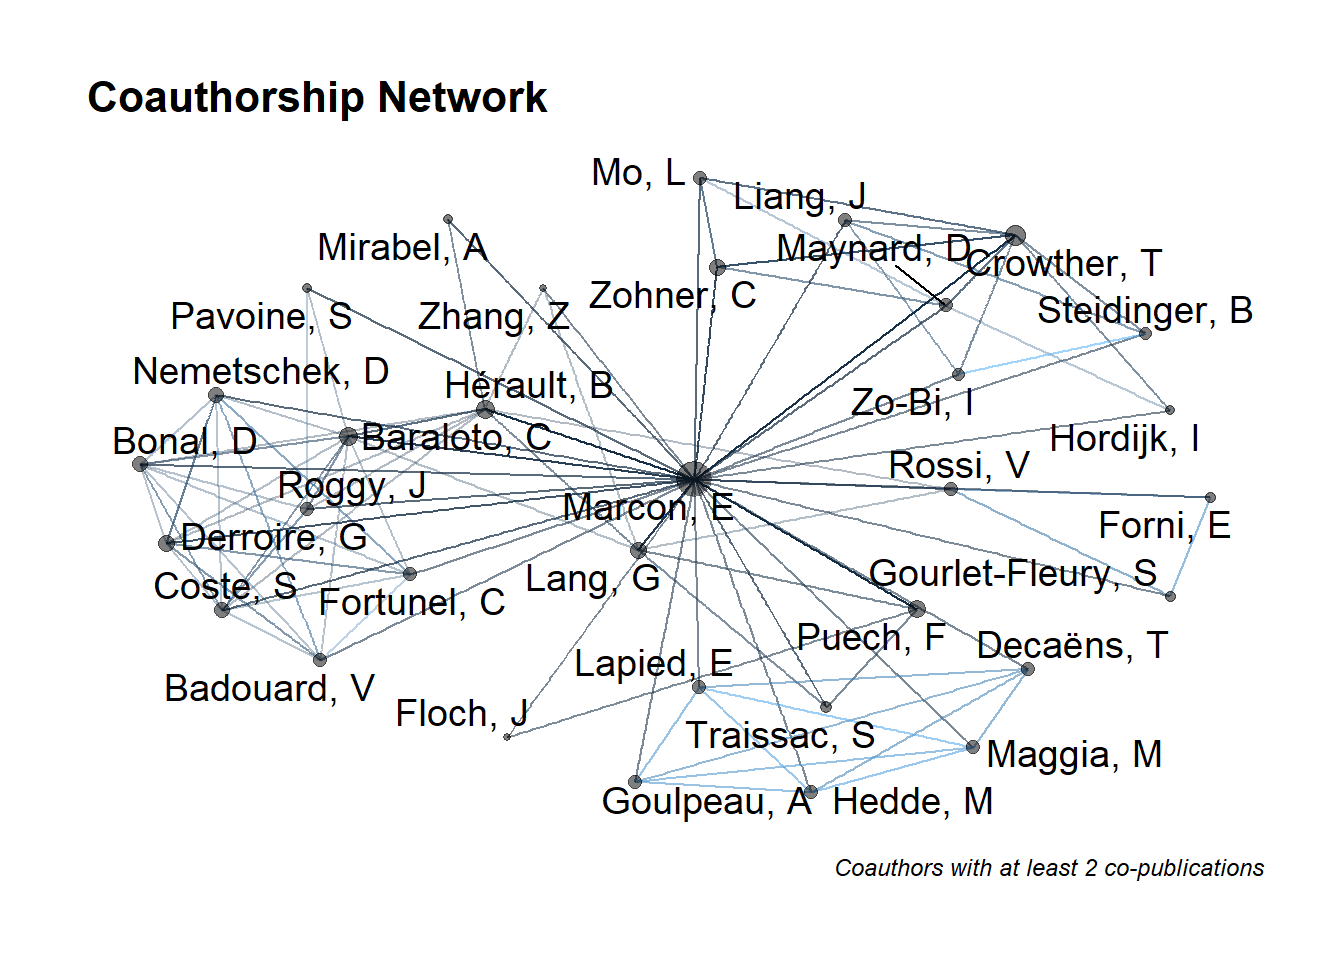 Coauthorship Network
Mo, L
Liang, J
Mirabel, A
Maynard, D
Crowther, T
Zohner, C
Steidinger, B
Pavoine, S
Zhang, Z
Nemetschek, D
Hérault, B
Zo-Bi, I
Bonal, D
Baraloto, C
Hordijk, I
Rossi, V
Roggy, J
Marcon, E
Forni, E
Derroire, G
Gourlet-Fleury, S
Coste, S
Fortunel, C
Lang, G
Puech, F
Decaëns, T
Lapied, E
Badouard, V
Floch, J
Traissac, S
Maggia, M
Goulpeau, A
Hedde, M
Coauthors with at least 2 co-publications